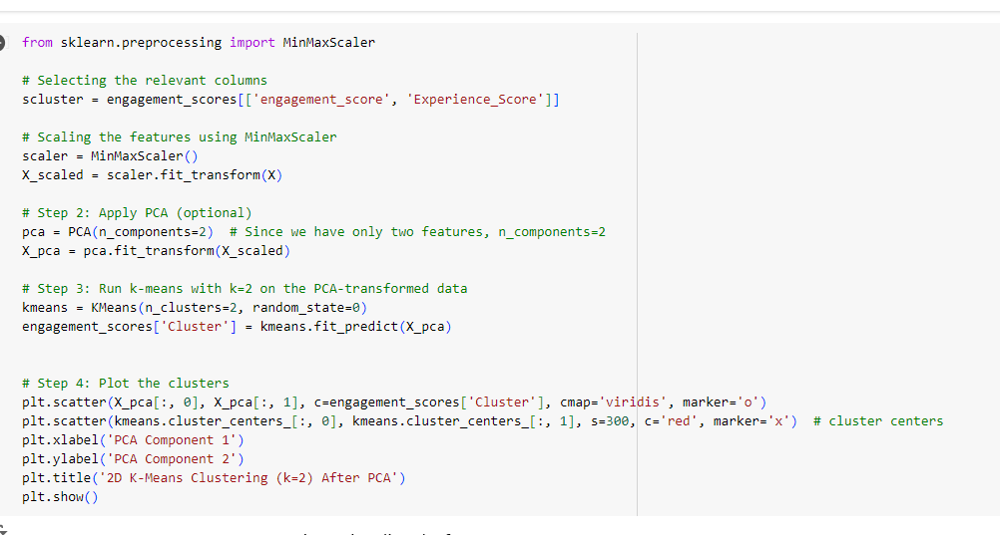 from sklearn.preprocessing import MinMaxScaler
# Selecting the relevant columns
scluster = engagement_scores[['engagement_score', 'Experience_Score']]
# Scaling the features using MinMaxScaler
scaler = MinMaxScaler()
X_scaled = scaler.fit_transform(X)
# Step 2: Apply PCA (optional)
pca = PCA(n_components=2)  # Since we have only two features, n_components=2
X_pca = pca.fit_transform(X_scaled)
# Step 3: Run k-means with k=2 on the PCA-transformed data
kmeans = KMeans(n_clusters=2, random_state=0)
engagement_scores['Cluster'] = kmeans.fit_predict(X_pca)
# Step 4: Plot the clusters
plt.scatter(X_pca[:, 0], X_pca[:, 1], c=engagement_scores['Cluster'], cmap='viridis', marker='o')
plt.scatter(kmeans.cluster_centers_[:, 0], kmeans.cluster_centers_[:, 1], s=300, c='red', marker='x')  # cluster centers
plt.xlabel('PCA Component 1')
plt.ylabel('PCA Component 2')
plt.title('2D K-Means Clustering (k=2) After PCA')
plt.show()